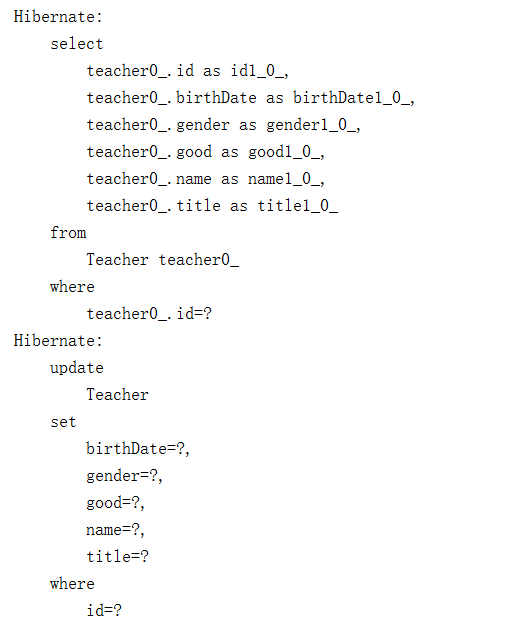 Hibernate:
select
teacher0_.id as id1_0_,
teacher0_.birthDate as birthDate1_0_,
teacher0_.gender as gender1_0_,
teacher0_.good as good1_0_,
teacher0_.name as name1_0_,
teacher0_.title as title1_0_
from
Teacher teacher0_
where
teacher0_.id=?
Hibernate:
update
Teacher
set
birthDate=?,
gender=?,
good=?,
name=?,
title=?
where
id=?